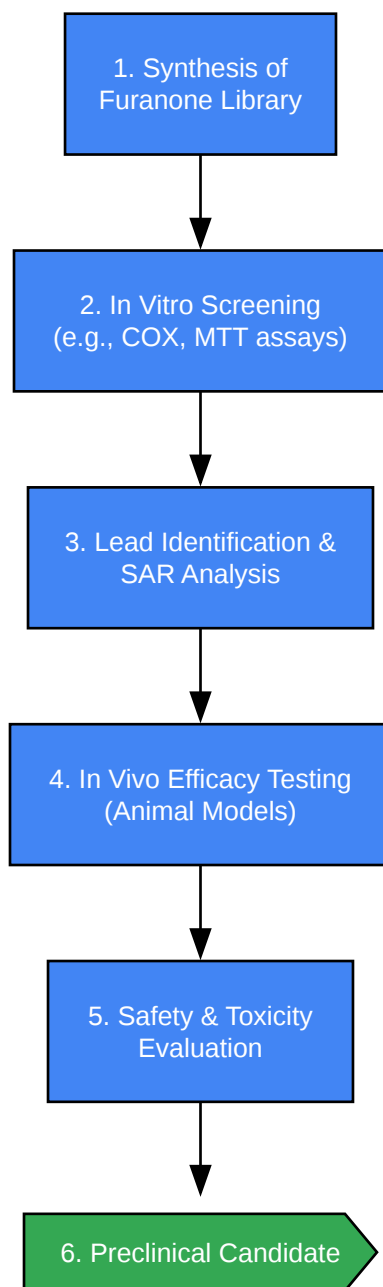 1. Synthesis of
Furanone Library
2. In Vitro Screening
(e.g., COX, MTT assays)
3. Lead Identification &
SAR Analysis
4. In Vivo Efficacy Testing
(Animal Models)
5. Safety & Toxicity
Evaluation
6. Preclinical Candidate